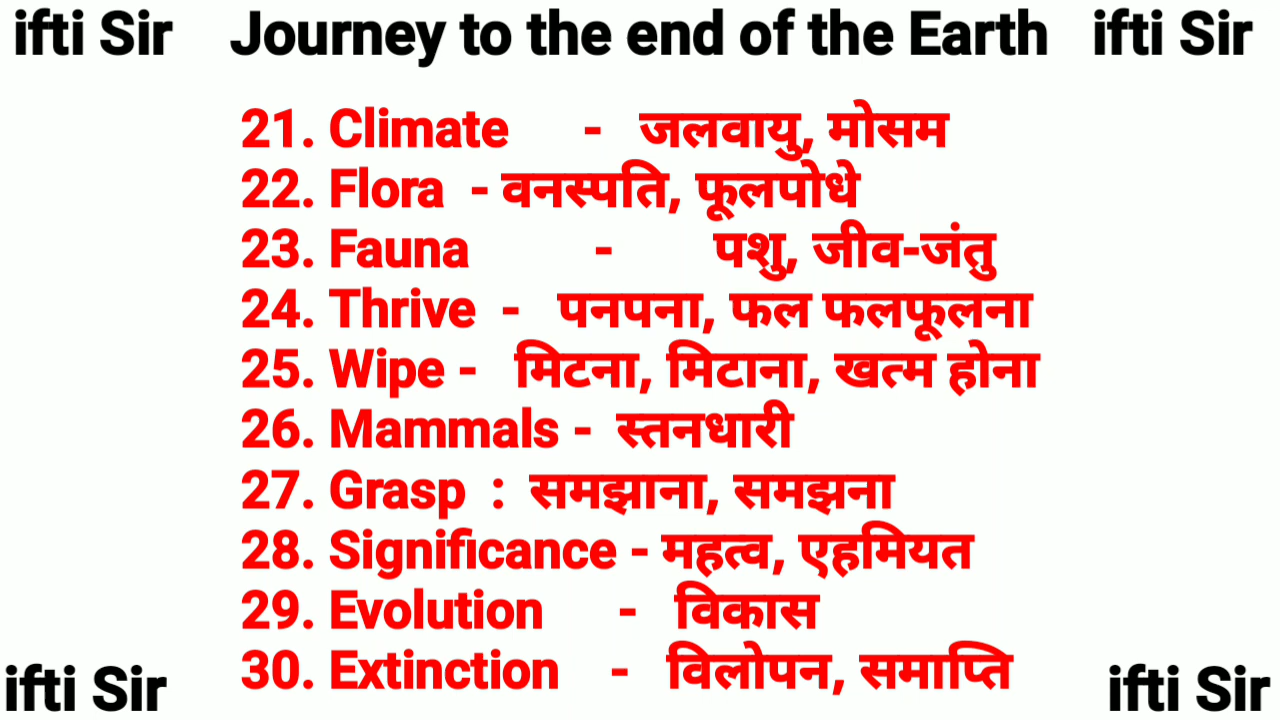 ifti Sir Journey to the end of the Earth ifti Sir
21. Climate - जलवायु, मोसम
22. Flora - वनस्पति, फूलपोधे
23. Fauna - पशु, जीव-जंतु
24. Thrive - पनपना, फल फलफूलना
25. Wipe - मिटना, मिटाना, खत्म होना
26. Mammals - स्तनधारी
27. Grasp : समझाना, समझना
28. Significance - महत्व, एहमियत
29. Evolution - विकास
30. Extinction - विलोपन, समाप्ति
ifti Sir ifti Sir